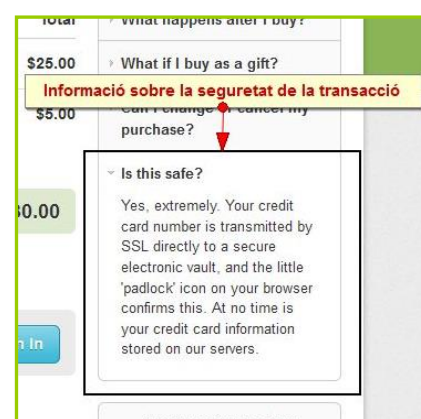 Total
What happens after I buy?
$25.00
What if I buy as a gift?
Informació sobre la seguretat de la transacció
$5.00
Can I change or cancel my
purchase?
Is this safe?
Yes, extremely. Your credit
card number is transmitted by
SSL directly to a secure
electronic vault, and the little
'padlock' icon on your browser
confirms this. At no time is
your credit card information
stored on our servers.
0.00
In